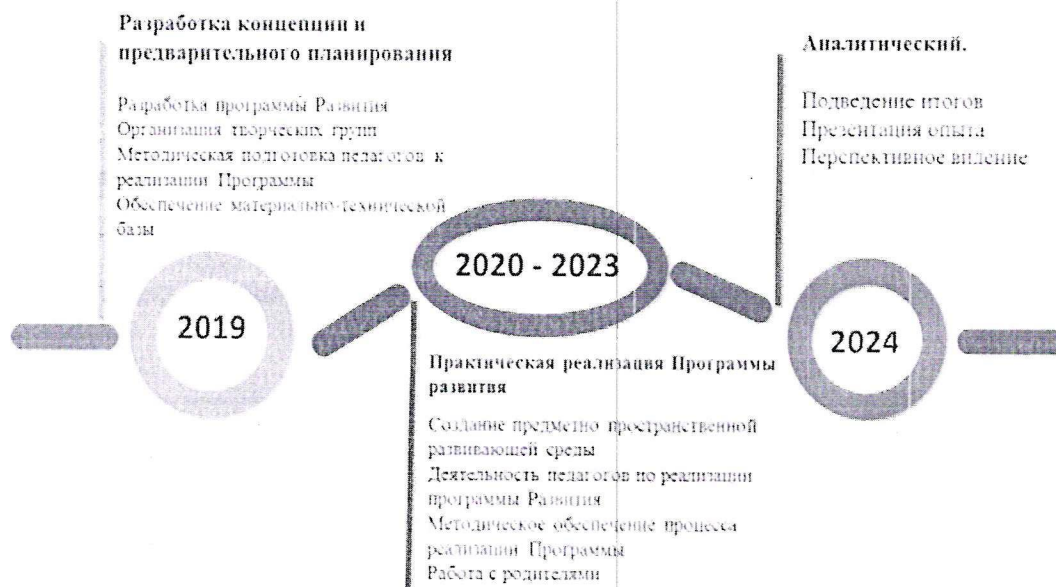 Разработка концепции и
предварительного планирования
Разработка программы Развития
Организация творческих групп
Методическая подготовка педагогов к
реализации Программы
Обеспечение материально-технической
базы
2019
2020 - 2023
Практическая реализация Программы
развития
Создание предметно пространственной
развивающей среды
Деятельность педагогов по реализации
программы Развития
Методическое обеспечение процесса
реализации Программы
Работа с родителями
Аналитический.
Подведение итогов
Презентация опыта
Перспективное видение
2024